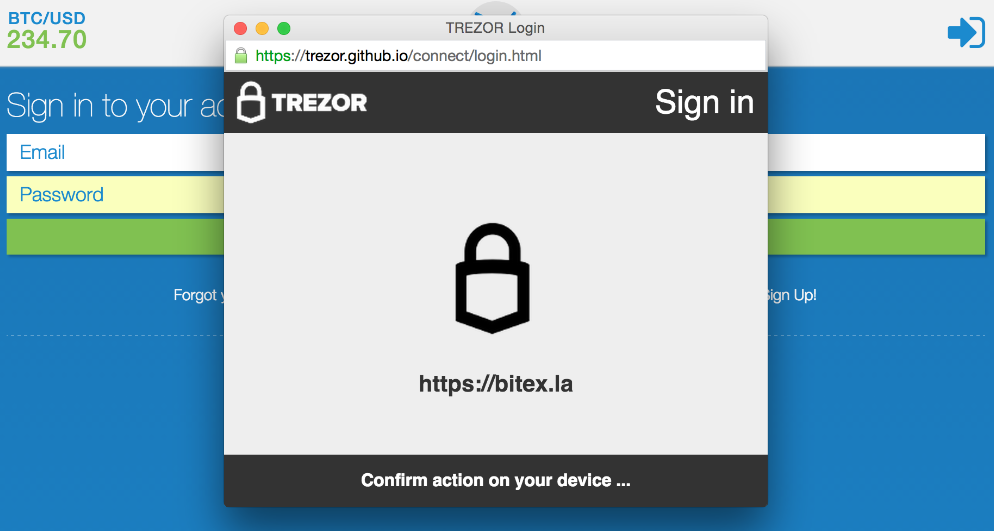 BTC/USD
234.70
TREZOR Login
https://trezor.github.io/connect/login.html
TREZOR
Sign in
Sign in to your
Email
Password
https://bitex.la
Forgot
Sign Up!
Confirm action on your device ...